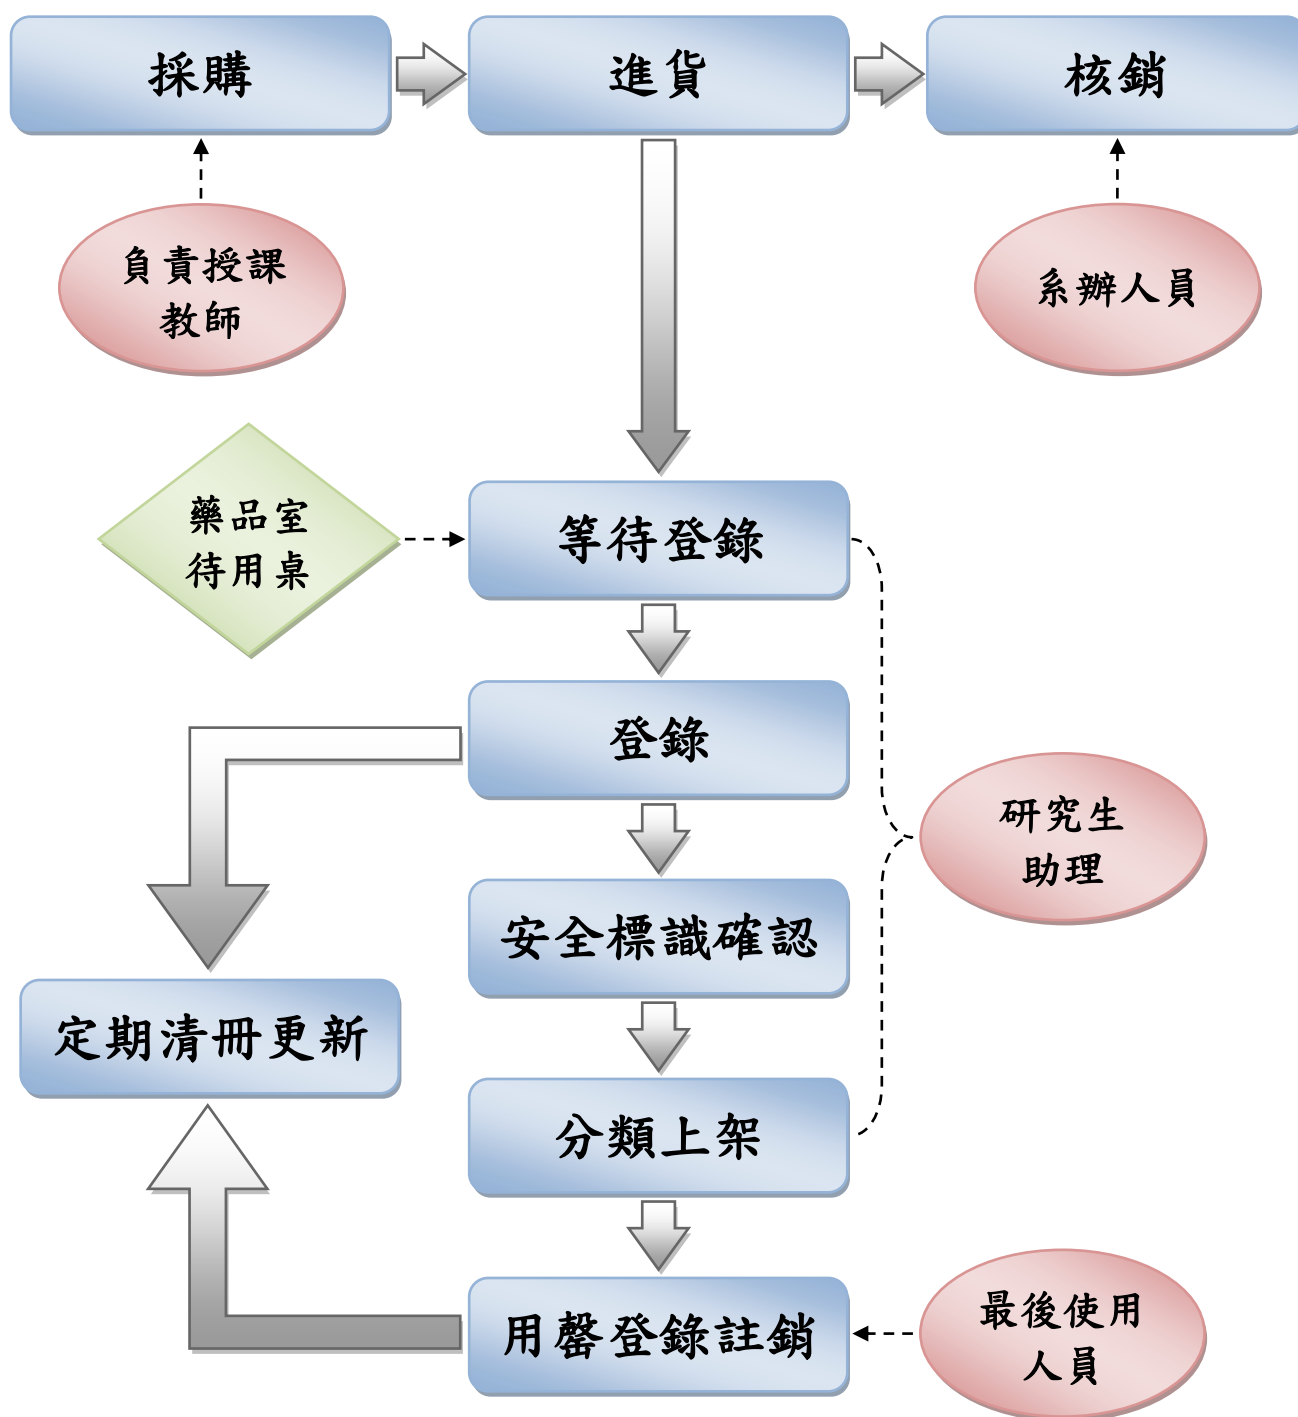 採購
進貨
核銷
負責授課
教師
系辦人員
藥品室
待用桌
等待登錄
登錄
研究生
助理
安全標識確認
定期清冊更新
分類上架
用罄登錄註銷
最後使用
人員